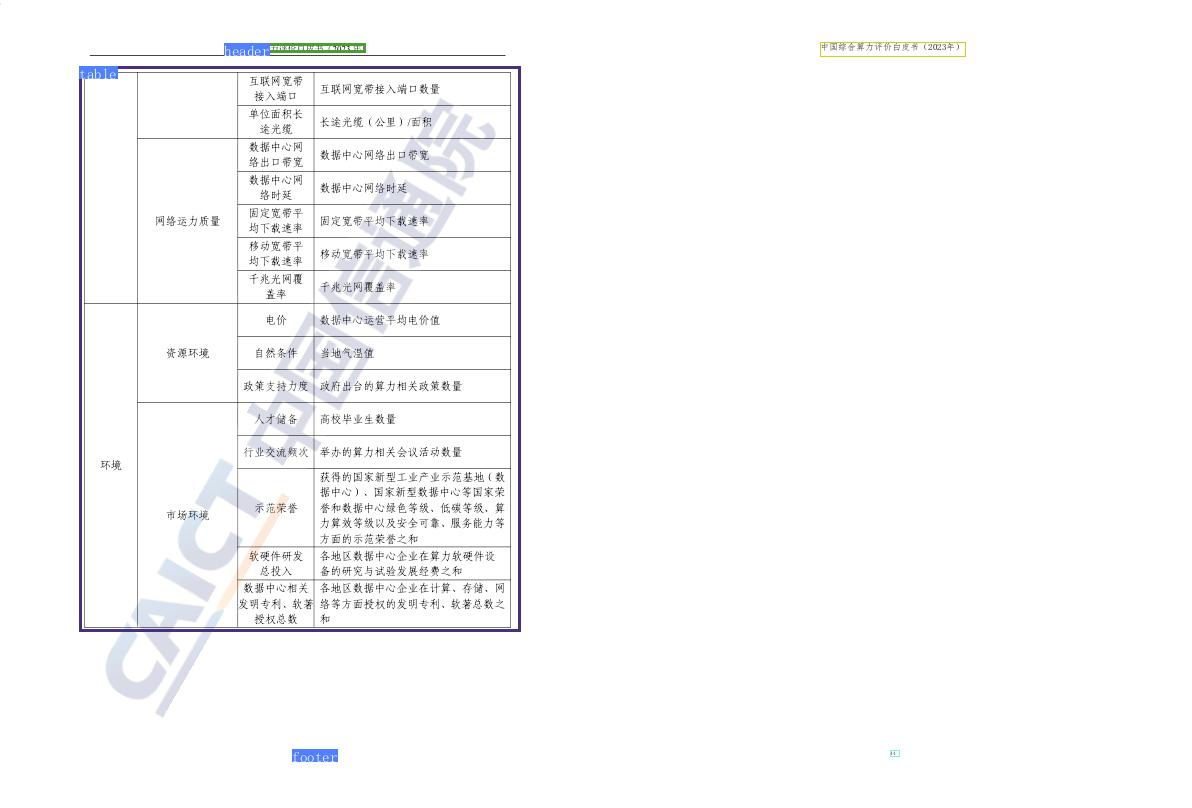 header
中国综合算力评价白皮书（2023年）
table
互联网宽带
接入端口
互联网宽带接入端口数量
单位面积长
途光缆
长途光缆（公里）/面积
网络运力质量
数据中心网
络出口带宽
数据中心网络出口带宽
数据中心网
络时延
数据中心网络时延
固定宽带平
均下载速率
固定宽带平均下载速率
移动宽带平
均下载速率
移动宽带平均下载速率
千兆光网覆
盖率
千兆光网覆盖率
环境
资源环境
电价
数据中心运营平均电价值
自然条件
当地气温值
政策支持力度
政府出台的算力相关政策数量
市场环境
人才储备
高校毕业生数量
行业交流频次
举办的算力相关会议活动数量
示范荣誉
获得的国家新型工业产业示范基地（数
据中心）、国家新型数据中心等国家荣
誉和数据中心绿色等级、低碳等级、算
力算效等级以及安全可靠、服务能力等
方面的示范荣誉之和
软硬件研发
总投入
各地区数据中心企业在算力软硬件设
备的研究与试验发展经费之和
数据中心相关
发明专利、软著
授权总数
各地区数据中心企业在计算、存储、网
络等方面授权的发明专利、软著总数之
和
CAICT 中国信通院
footer